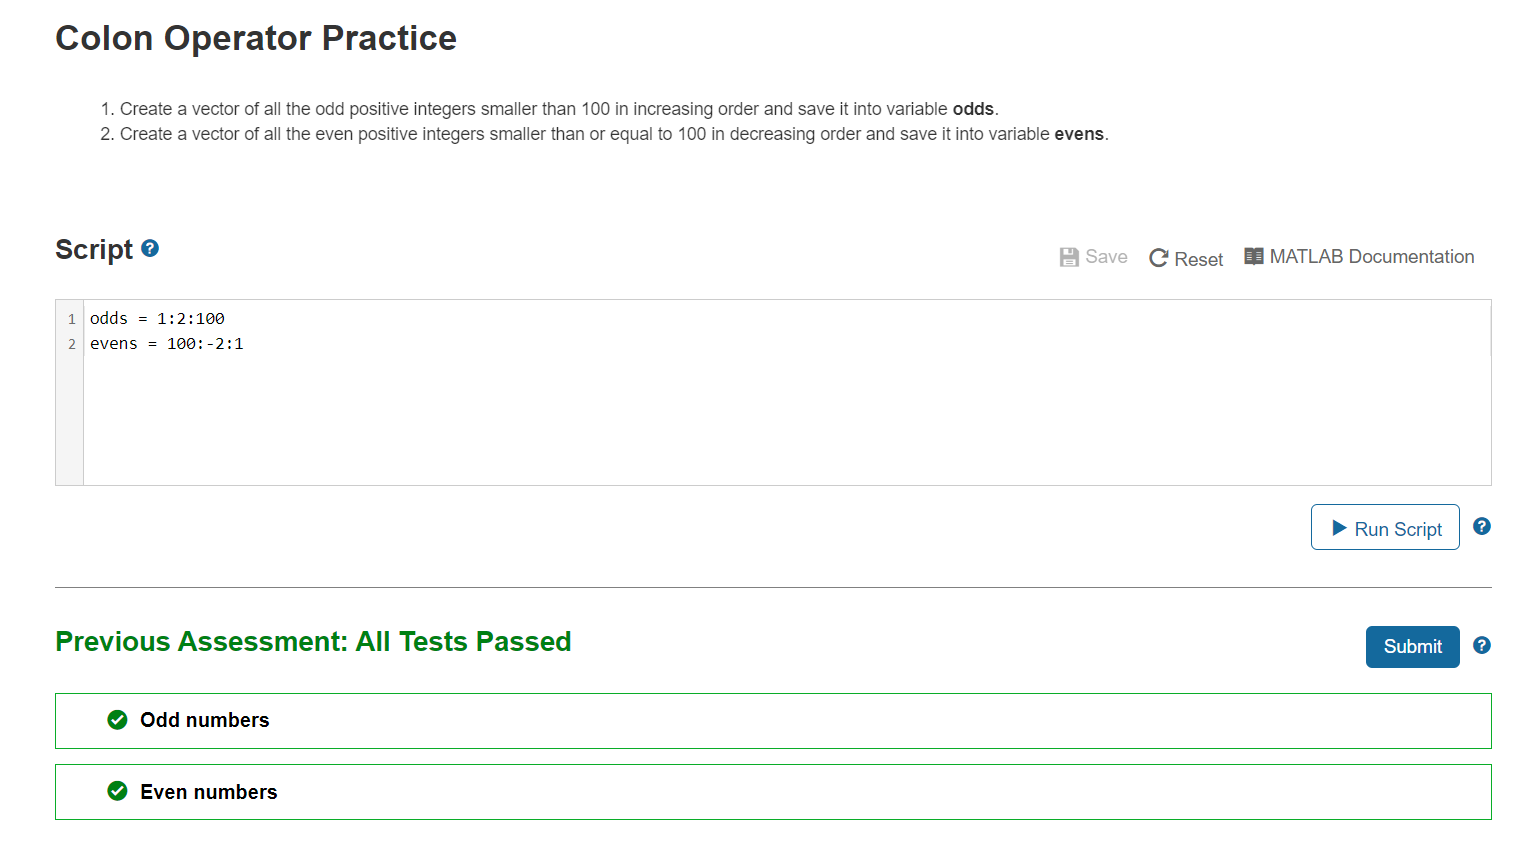 Colon Operator Practice
1. Create a vector of all the odd positive integers smaller than 100 in increasing order and save it into variable odds.
2. Create a vector of all the even positive integers smaller than or equal to 100 in decreasing order and save it into variable evens.
Script ?
Save Reset MATLAB Documentation
1 odds = 1:2:100
2 evens = 100:-2:1
Run Script ?
Previous Assessment: All Tests Passed
Submit ?
Odd numbers
Even numbers